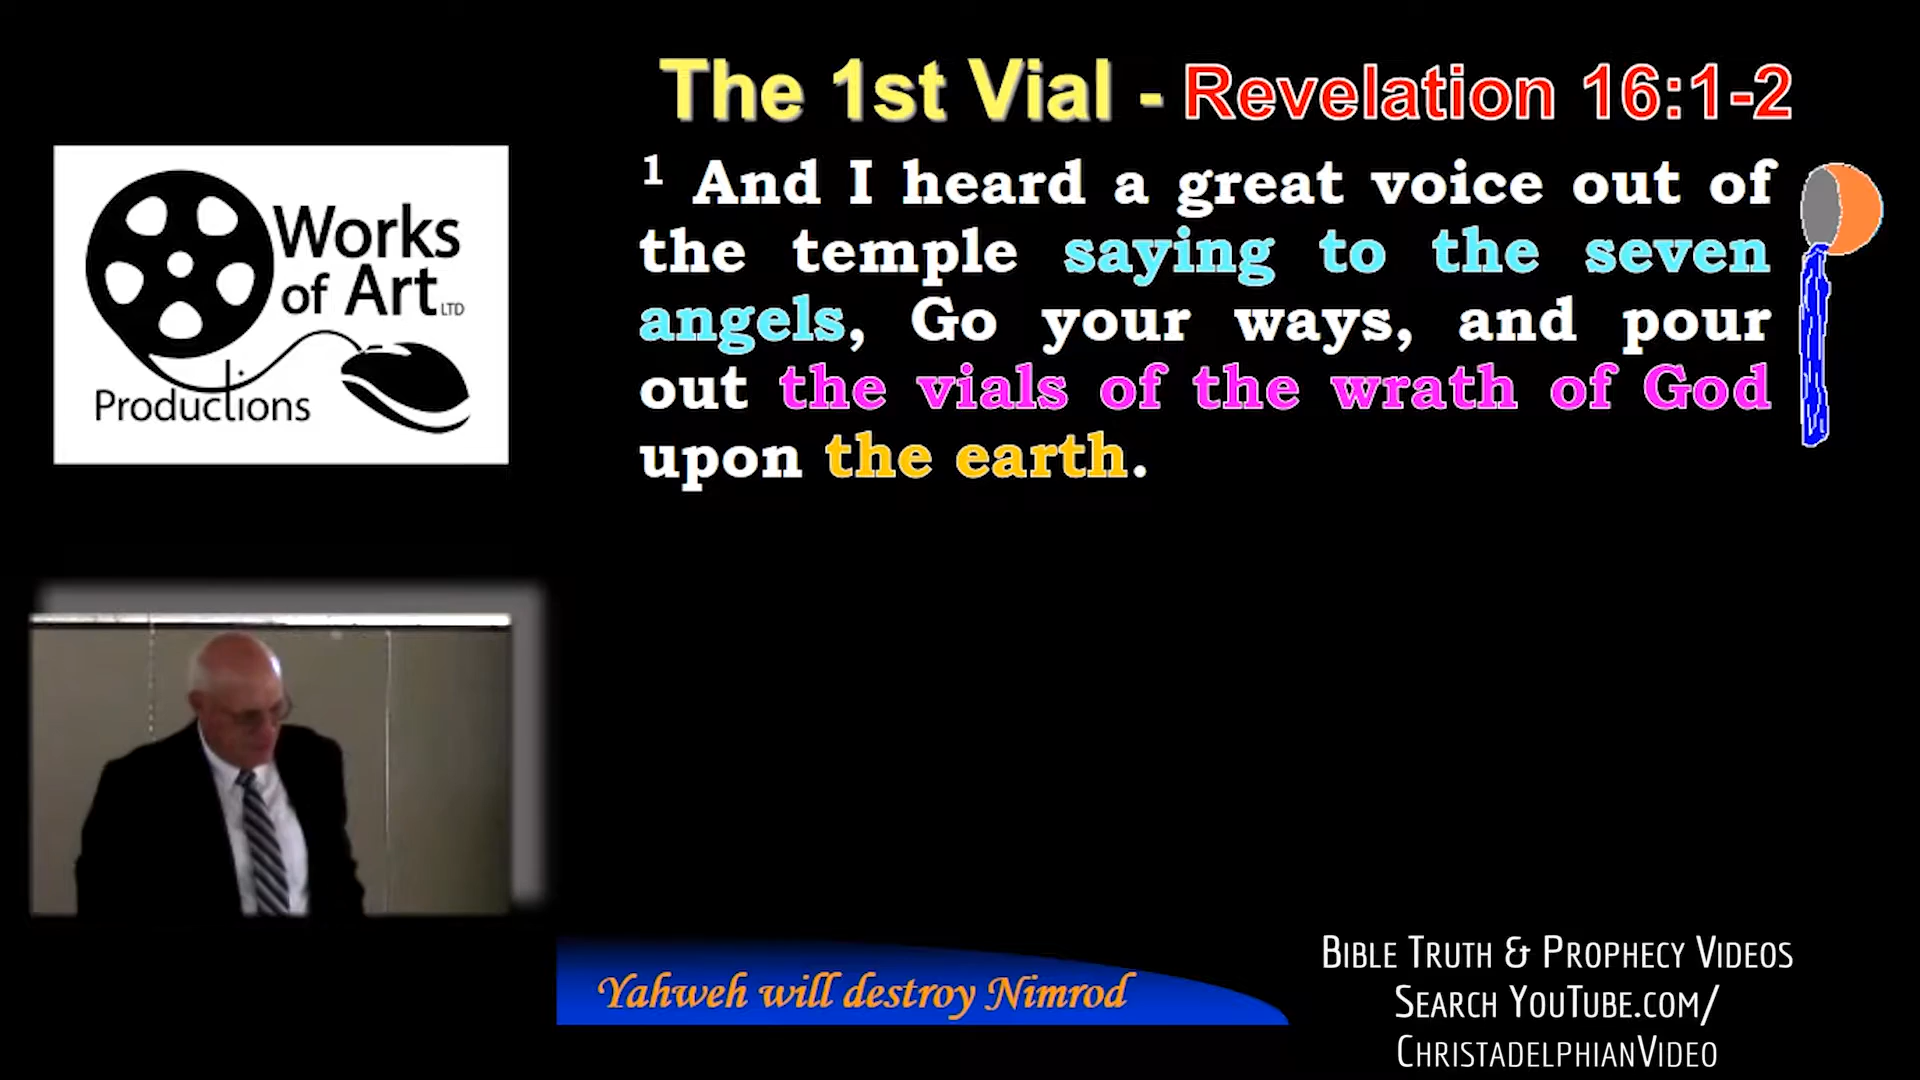 The 1st Vial - Revelation 16:1-2
1 And I heard a great voice out of
the temple saying to the seven
angels, Go your ways, and pour
out the vials of the wrath of God
upon the earth.
Works
of Art LTD
Productions
Yahweh will destroy Nimrod
BIBLE TRUTH & PROPHECY VIDEOS
SEARCH YOUTUBE.COM/
CHRISTADELPHIANVIDEO